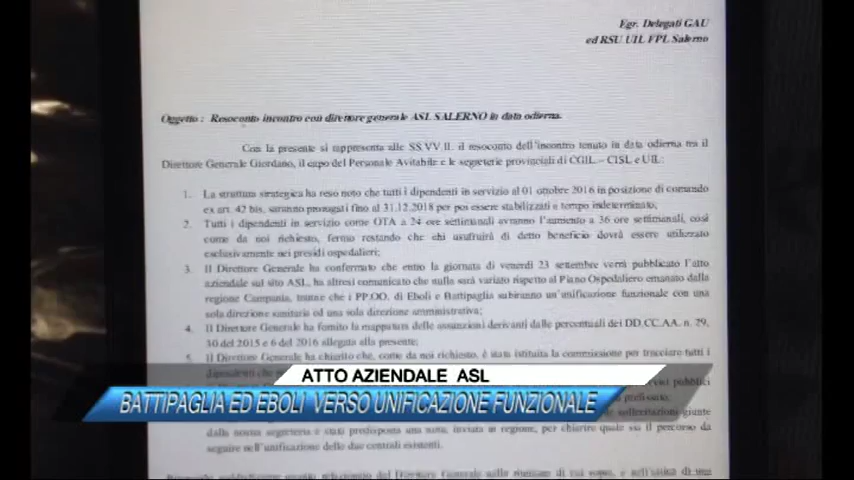 Egr. Delegati GAU
ed RSU UIL FPL Salerno
Oggetto : Resoconto incontro con direttore generale ASL SALERNO in data odierna.
Con la presente si rappresenta alle SS.VV.Il. il resoconto dell'incontro tenuto in data odierna tra il
Direttore Generale Giordano, il capo del Personale Avitabile e le segreterie provinciali di CGIL – CISL e UIL:
1. La struttura strategica ha reso noto che tutti i dipendenti in servizio al 01 ottobre 2016 in posizione di comando
ex art. 42 bis, saranno prorogati fino al 31.12.2018 per poi essere stabilizzati a tempo indeterminato;
2. Tutti i dipendenti in servizio come OTA a 24 ore settimanali avranno l'aumento a 36 ore settimanali, così
come da noi richiesto, fermo restando che chi usufruirà di detto beneficio dovrà essere utilizzato
esclusivamente nei presidi ospedalieri;
3. Il Direttore Generale ha confermato che entro la giornata di venerdì 23 settembre verrà pubblicato l'atto
aziendale sul sito ASL, ha altresì comunicato che nulla sarà variato rispetto al Piano Ospedaliero emanato dalla
regione Campania, tranne che i PP.OO. di Eboli e Battipaglia subiranno un'unificazione funzionale con una
sola direzione sanitaria ed una sola direzione amministrativa;
4. Il Direttore Generale ha fornito la mappatura delle assunzioni derivanti dalle percentuali dei DD.CC.AA. n. 29,
30 del 2015 e 6 del 2016 allegata alla presente;
5. Il Direttore Generale ha chiarito che, come da noi richiesto, è stata istituita la commissione per tracciare tutti i
dipendenti che
pubblici
ATTO AZIENDALE ASL
BATTIPAGLIA ED EBOLI VERSO UNIFICAZIONE FUNZIONALE
sollecitazioni giunte
dalla nostra segreteria è stata predisposta una nota, inviata in regione, per chiarire quale sia il percorso da
seguire nell'unificazione delle due centrali esistenti.